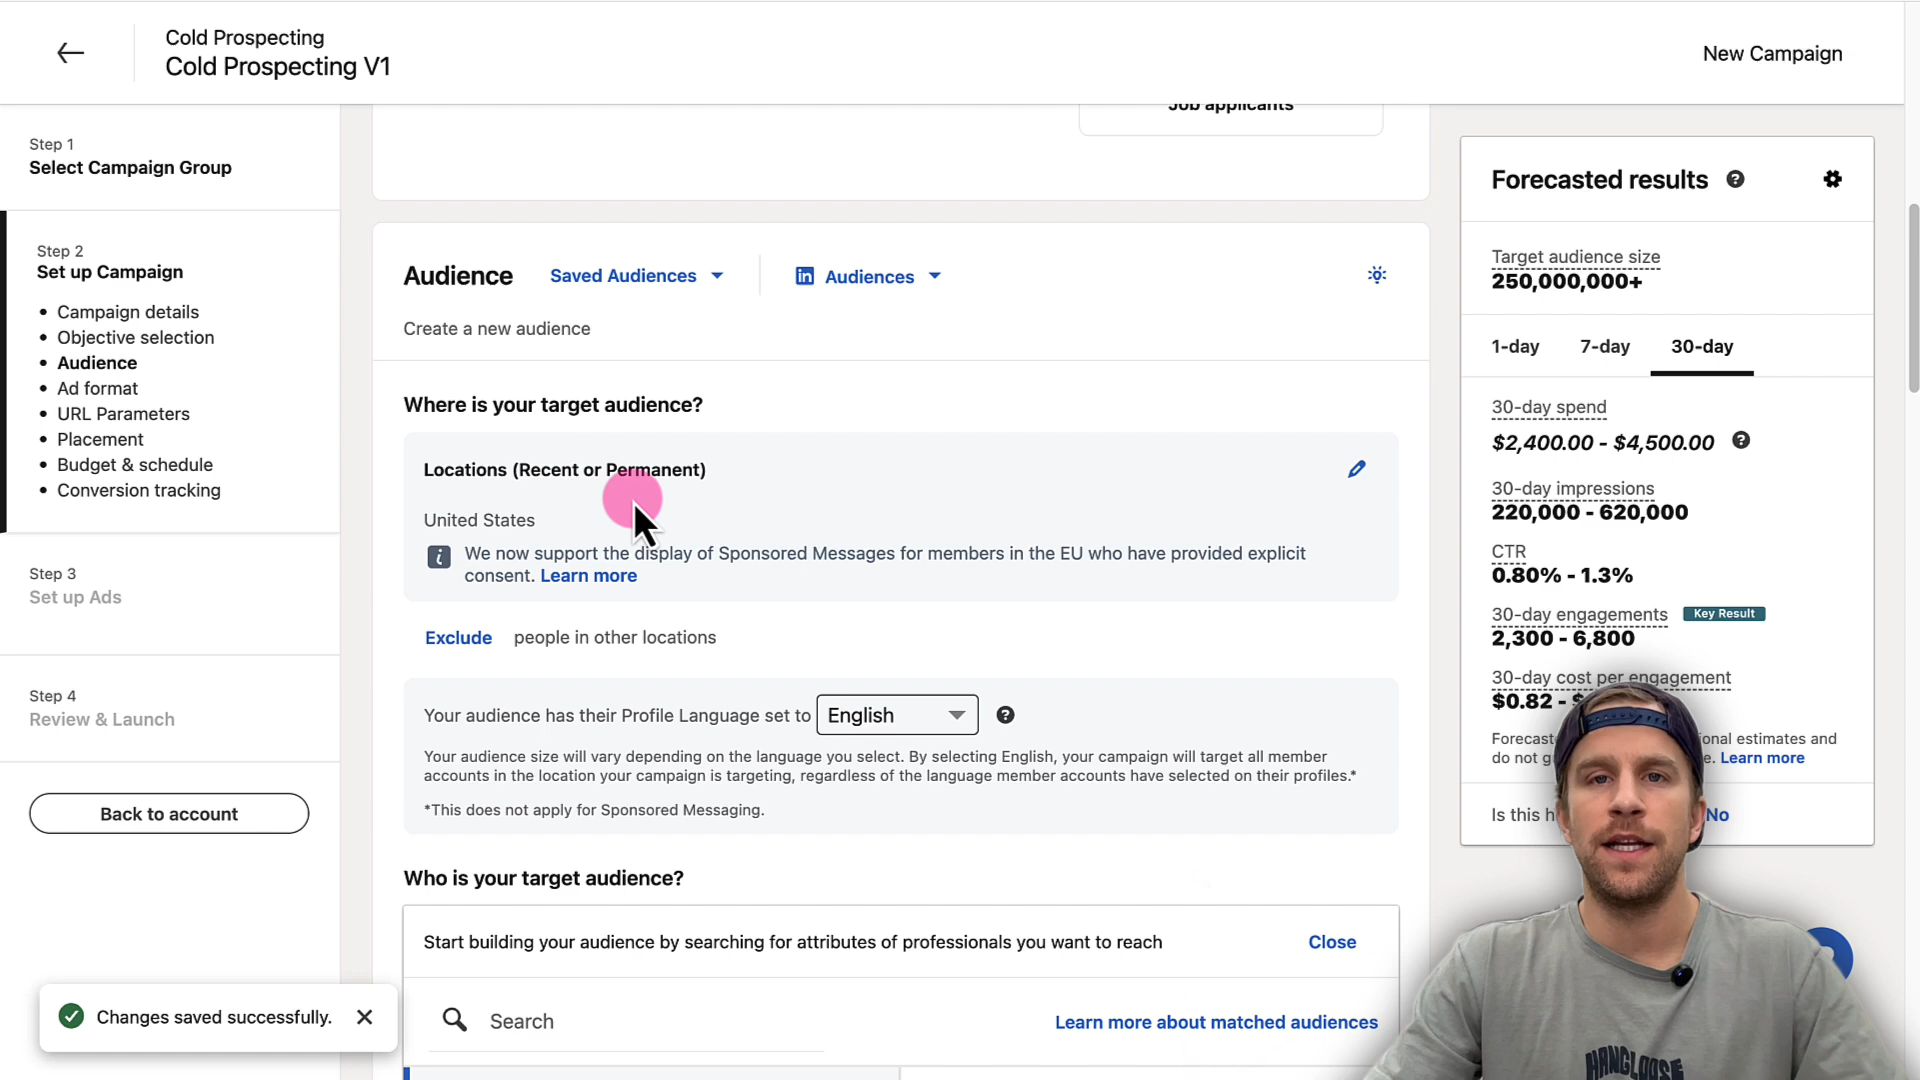 Cold Prospecting
Cold Prospecting V1
New Campaign
Step 1
Select Campaign Group
Step 2
Set up Campaign
Campaign details
Objective selection
Audience
Ad format
URL Parameters
Placement
Budget & schedule
Conversion tracking
Step 3
Set up Ads
Step 4
Review & Launch
Back to account
Changes saved successfully.
Job applicants
Audience
Saved Audiences
in Audiences
Create a new audience
Where is your target audience?
Locations (Recent or Permanent)
United States
We now support the display of Sponsored Messages for members in the EU who have provided explicit
consent. Learn more
Exclude people in other locations
Your audience has their Profile Language set to English
Your audience size will vary depending on the language you select. By selecting English, your campaign will target all member
accounts in the location your campaign is targeting, regardless of the language member accounts have selected on their profiles.*
*This does not apply for Sponsored Messaging.
Who is your target audience?
Start building your audience by searching for attributes of professionals you want to reach
Close
Search
Learn more about matched audiences
Forecasted results
Target audience size
250,000,000+
1-day 7-day 30-day
30-day spend
$2,400.00 - $4,500.00
30-day impressions
220,000 - 620,000
CTR
0.80% - 1.3%
30-day engagements Key Result
2,300 - 6,800
30-day cost per engagement
$0.82 -
estimates and
do not
Learn more
Is this
No
HANGLOOSE